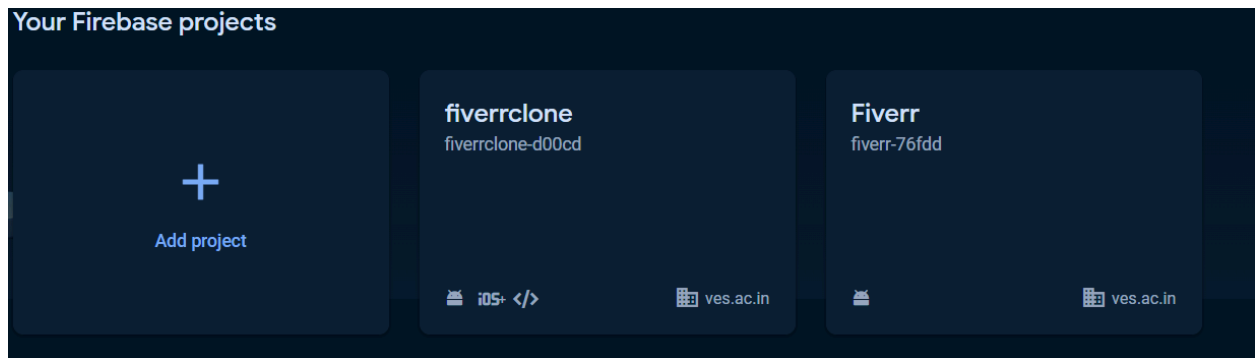 Your Firebase projects
Add project
fiverrclone
fiverrclone-d00cd
iOS+ </>
ves.ac.in
Fiverr
fiverr-76fdd
ves.ac.in